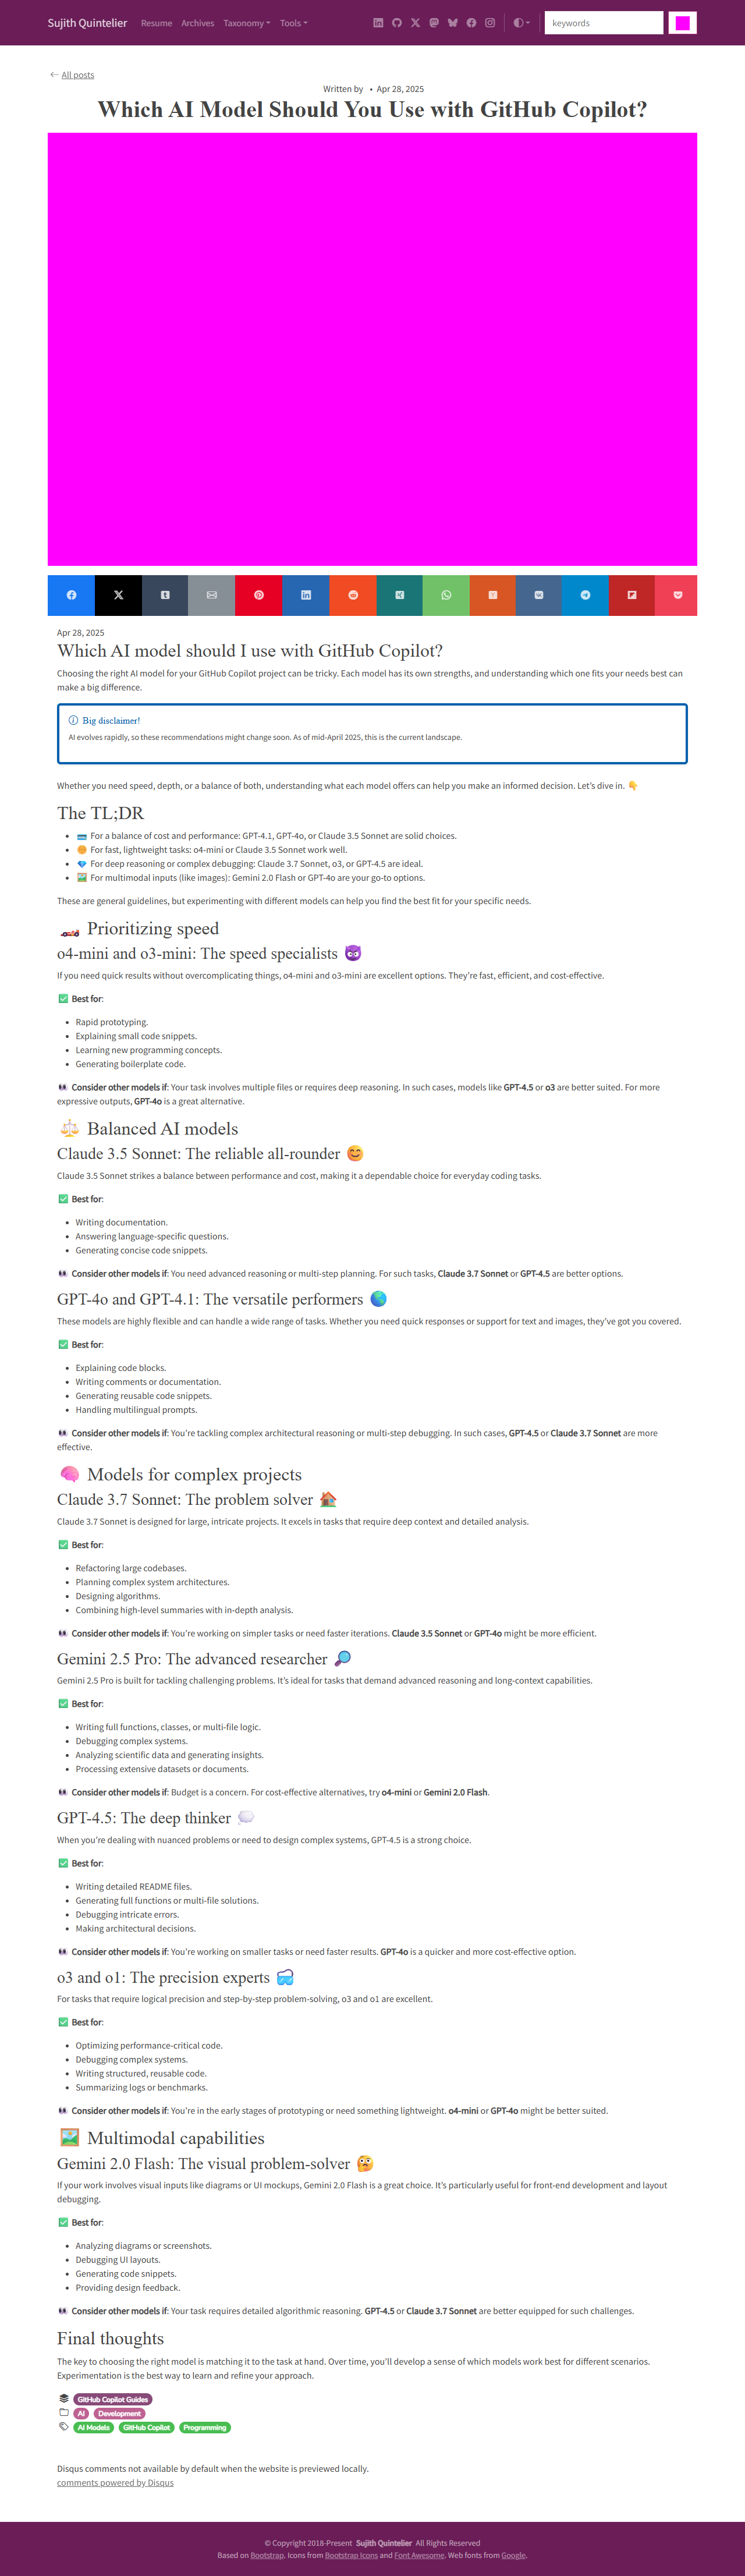 Sujith Quintelier Resume Archives Taxonomy Tools keywords
← All posts
Written by • Apr 28, 2025
Which AI Model Should You Use with GitHub Copilot?
Apr 28, 2025
Which AI model should I use with GitHub Copilot?
Choosing the right AI model for your GitHub Copilot project can be tricky. Each model has its own strengths, and understanding which one fits your needs best can
make a big difference.
Big disclaimer!
AI evolves rapidly, so these recommendations might change soon. As of mid-April 2025, this is the current landscape.
Whether you need speed, depth, or a balance of both, understanding what each model offers can help you make an informed decision. Let’s dive in. 👇
The TL;DR
• 💳 For a balance of cost and performance: GPT-4.1, GPT-4o, or Claude 3.5 Sonnet are solid choices.
• 🪙 For fast, lightweight tasks: o4-mini or Claude 3.5 Sonnet work well.
• 💎 For deep reasoning or complex debugging: Claude 3.7 Sonnet, o3, or GPT-4.5 are ideal.
• 🖼️ For multimodal inputs (like images): Gemini 2.0 Flash or GPT-4o are your go-to options.
These are general guidelines, but experimenting with different models can help you find the best fit for your specific needs.
🏎️ Prioritizing speed
o4-mini and o3-mini: The speed specialists 😈
If you need quick results without overcomplicating things, o4-mini and o3-mini are excellent options. They’re fast, efficient, and cost-effective.
✅ Best for:
• Rapid prototyping.
• Explaining small code snippets.
• Learning new programming concepts.
• Generating boilerplate code.
👀 Consider other models if: Your task involves multiple files or requires deep reasoning. In such cases, models like GPT-4.5 or o3 are better suited. For more
expressive outputs, GPT-4o is a great alternative.
⚖️ Balanced AI models
Claude 3.5 Sonnet: The reliable all-rounder 😊
Claude 3.5 Sonnet strikes a balance between performance and cost, making it a dependable choice for everyday coding tasks.
✅ Best for:
• Writing documentation.
• Answering language-specific questions.
• Generating concise code snippets.
👀 Consider other models if: You need advanced reasoning or multi-step planning. For such tasks, Claude 3.7 Sonnet or GPT-4.5 are better options.
GPT-4o and GPT-4.1: The versatile performers 🌎
These models are highly flexible and can handle a wide range of tasks. Whether you need quick responses or support for text and images, they’ve got you covered.
✅ Best for:
• Explaining code blocks.
• Writing comments or documentation.
• Generating reusable code snippets.
• Handling multilingual prompts.
👀 Consider other models if: You’re tackling complex architectural reasoning or multi-step debugging. In such cases, GPT-4.5 or Claude 3.7 Sonnet are more
effective.
🧠 Models for complex projects
Claude 3.7 Sonnet: The problem solver 🏠
Claude 3.7 Sonnet is designed for large, intricate projects. It excels in tasks that require deep context and detailed analysis.
✅ Best for:
• Refactoring large codebases.
• Planning complex system architectures.
• Designing algorithms.
• Combining high-level summaries with in-depth analysis.
👀 Consider other models if: You’re working on simpler tasks or need faster iterations. Claude 3.5 Sonnet or GPT-4o might be more efficient.
Gemini 2.5 Pro: The advanced researcher 🔎
Gemini 2.5 Pro is built for tackling challenging problems. It’s ideal for tasks that demand advanced reasoning and long-context capabilities.
✅ Best for:
• Writing full functions, classes, or multi-file logic.
• Debugging complex systems.
• Analyzing scientific data and generating insights.
• Processing extensive datasets or documents.
👀 Consider other models if: Budget is a concern. For cost-effective alternatives, try o4-mini or Gemini 2.0 Flash.
GPT-4.5: The deep thinker 💭
When you’re dealing with nuanced problems or need to design complex systems, GPT-4.5 is a strong choice.
✅ Best for:
• Writing detailed README files.
• Generating full functions or multi-file solutions.
• Debugging intricate errors.
• Making architectural decisions.
👀 Consider other models if: You’re working on smaller tasks or need faster results. GPT-4o is a quicker and more cost-effective option.
o3 and o1: The precision experts 🥽
For tasks that require logical precision and step-by-step problem-solving, o3 and o1 are excellent.
✅ Best for:
• Optimizing performance-critical code.
• Debugging complex systems.
• Writing structured, reusable code.
• Summarizing logs or benchmarks.
👀 Consider other models if: You’re in the early stages of prototyping or need something lightweight. o4-mini or GPT-4o might be better suited.
🖼️ Multimodal capabilities
Gemini 2.0 Flash: The visual problem-solver 🤔
If your work involves visual inputs like diagrams or UI mockups, Gemini 2.0 Flash is a great choice. It’s particularly useful for front-end development and layout
debugging.
✅ Best for:
• Analyzing diagrams or screenshots.
• Debugging UI layouts.
• Generating code snippets.
• Providing design feedback.
👀 Consider other models if: Your task requires detailed algorithmic reasoning. GPT-4.5 or Claude 3.7 Sonnet are better equipped for such challenges.
Final thoughts
The key to choosing the right model is matching it to the task at hand. Over time, you’ll develop a sense of which models work best for different scenarios.
Experimentation is the best way to learn and refine your approach.
GitHub Copilot Guides
AI Development
AI Models GitHub Copilot Programming
Disqus comments not available by default when the website is previewed locally.
comments powered by Disqus
© Copyright 2018-Present Sujith Quintelier All Rights Reserved
Based on Bootstrap. Icons from Bootstrap Icons and Font Awesome. Web fonts from Google.